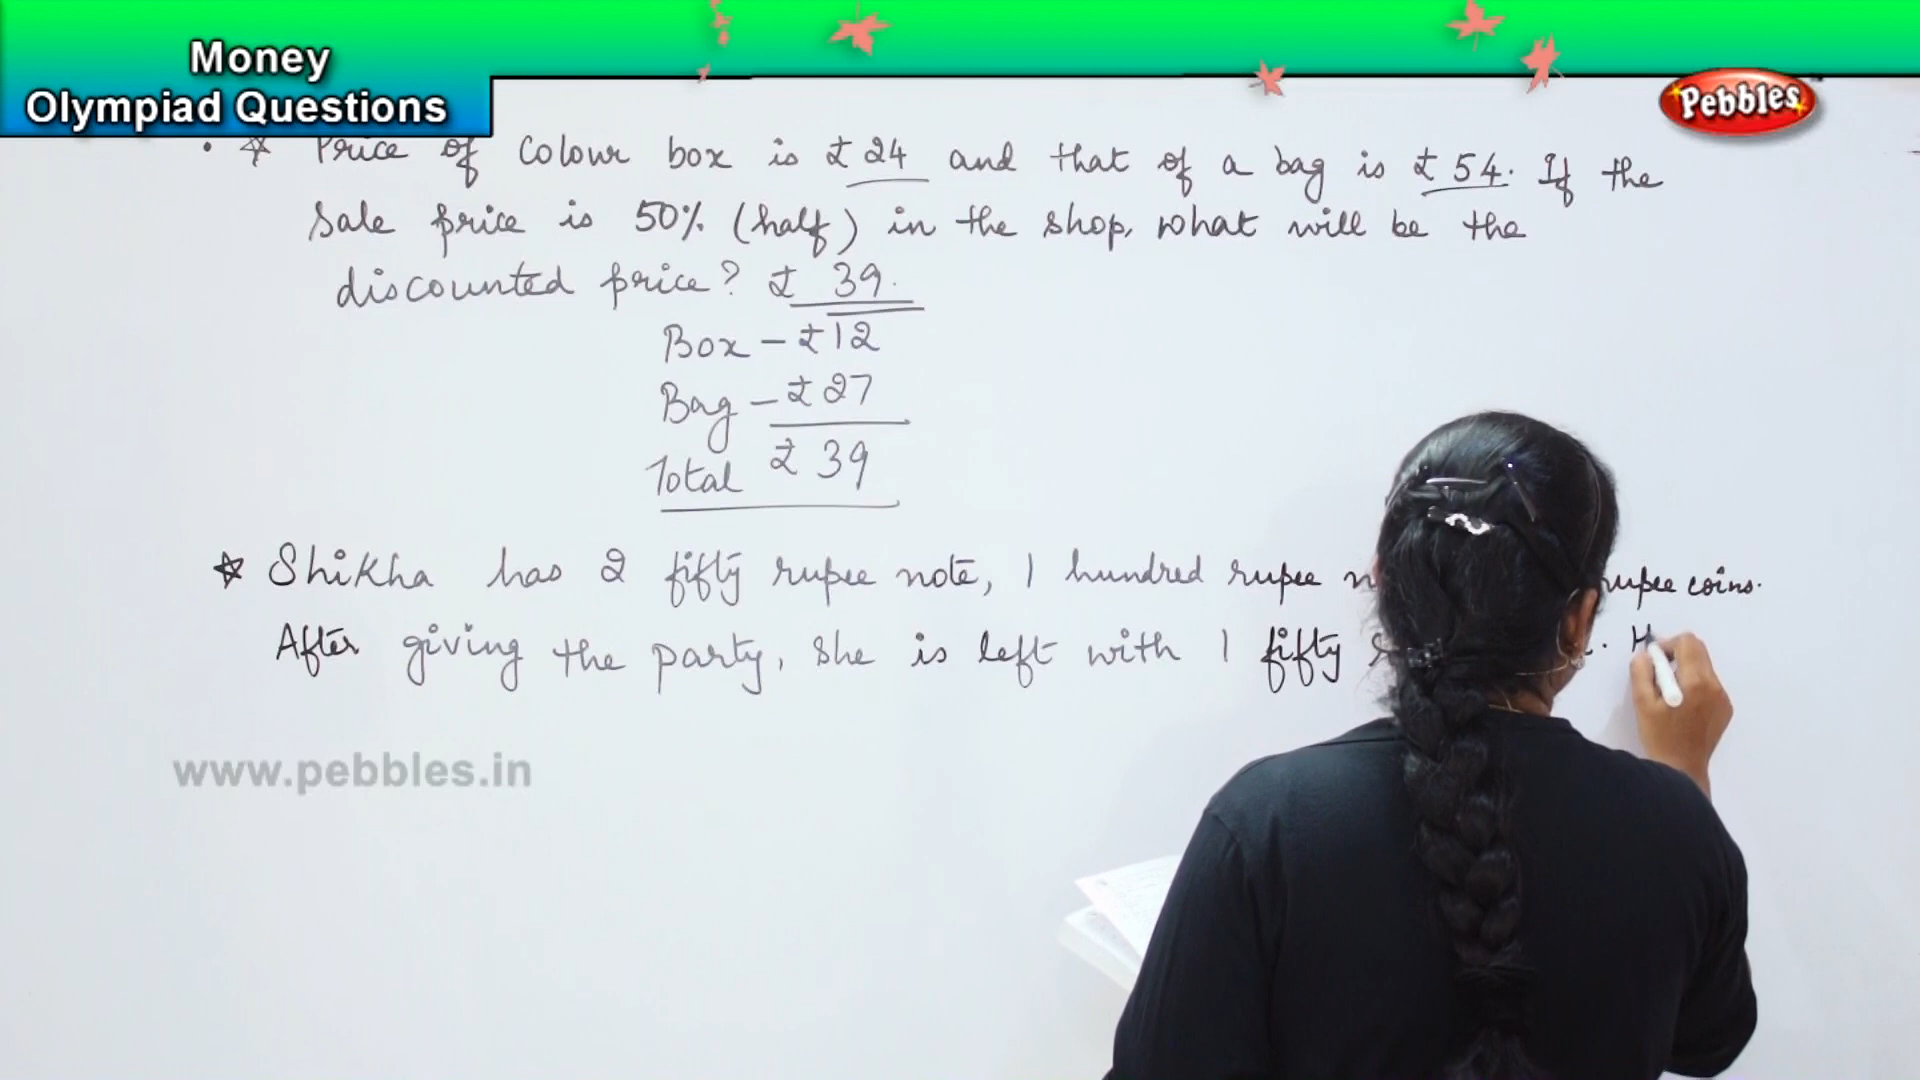 Money
Olympiad Questions
Pebbles
Price of Colour box is ₹ 24 and that of a bag is ₹ 54. If the
sale price is 50% (half) in the shop, what will be the
discounted price? ₹ 39.
Box - ₹ 12
Bag - ₹ 27
Total ₹ 39
Shikha has 2 fifty rupee note, 1 hundred rupee rupee coins.
After giving the party, she is left with 1 fifty
www.pebbles.in